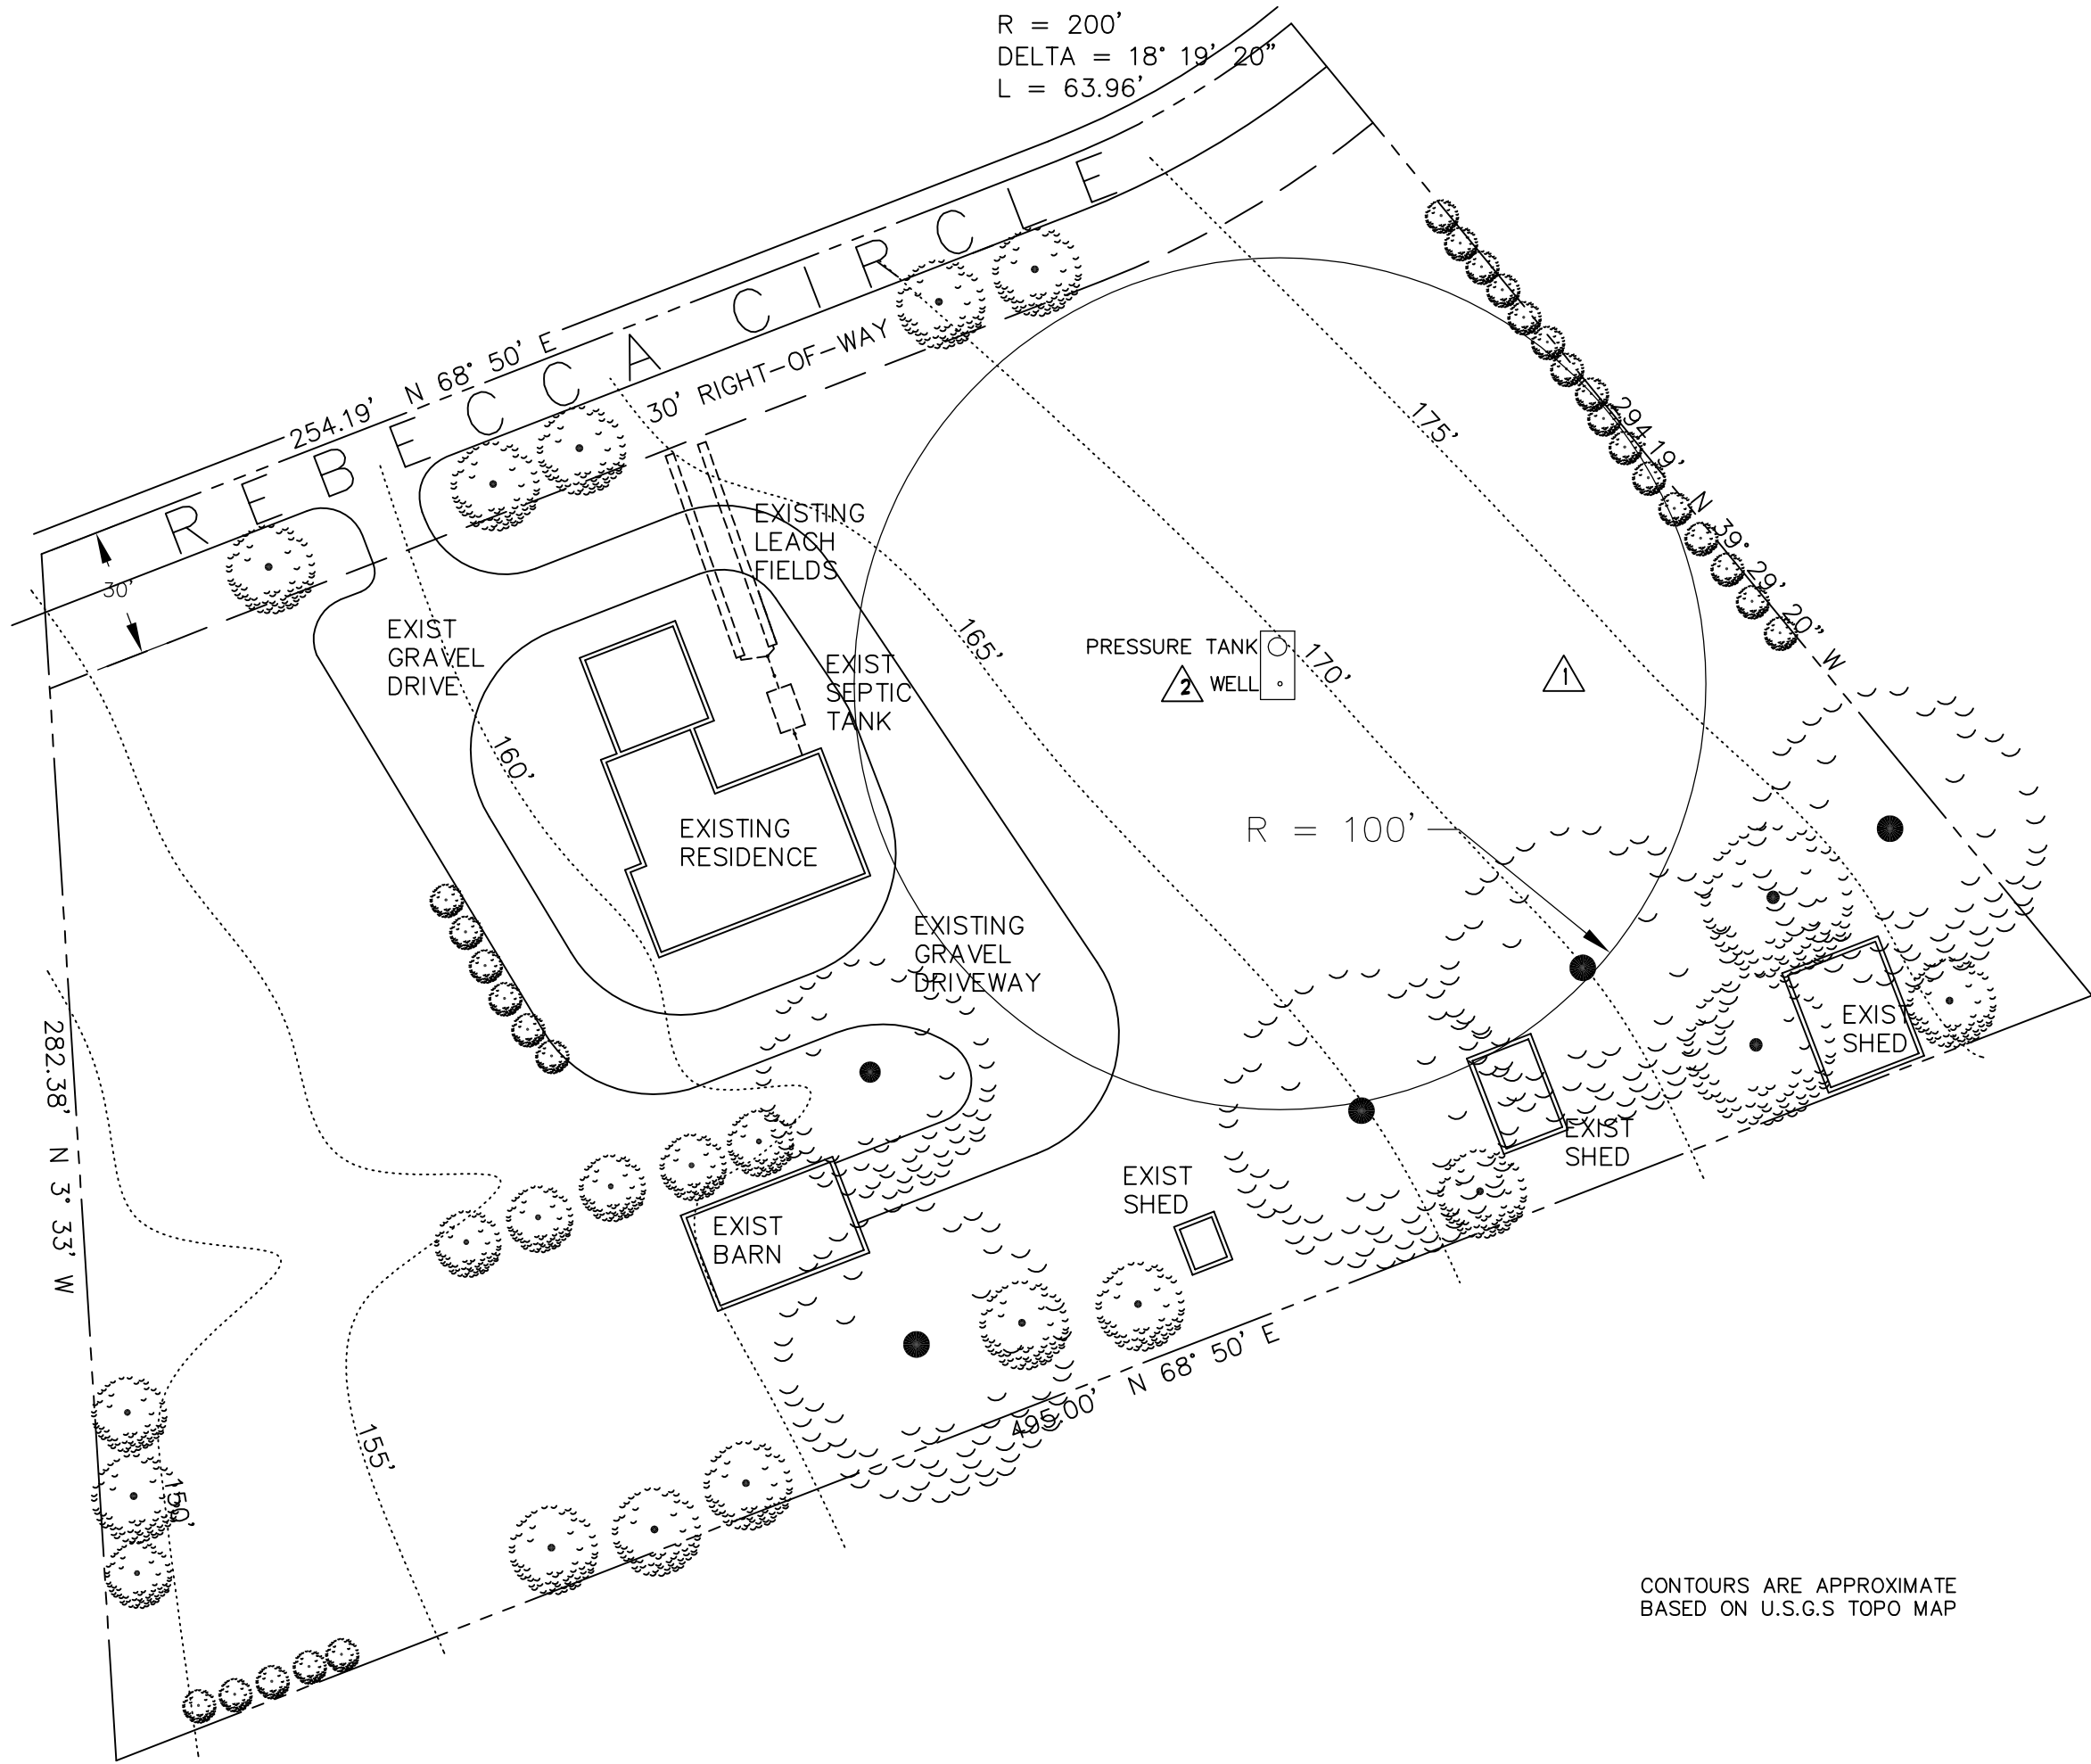 R = 200'
DELTA = 18° 19' 20"
L = 63.96'
254.19' N 68° 50' E
REBECCA CIRCLE
30' RIGHT-OF-WAY
30'
175'
294.19' N 39° 29' 20" W
EXISTING
LEACH
FIELDS
EXIST
GRAVEL
DRIVE
EXIST
SEPTIC
TANK
165'
PRESSURE TANK
2 WELL
170'
1
160'
R = 100'
EXISTING
RESIDENCE
EXISTING
GRAVEL
DRIVEWAY
EXIST
SHED
EXIST
SHED
EXIST
SHED
EXIST
BARN
282.38' N 3° 33' W
495.00' N 68° 50' E
155'
150'
CONTOURS ARE APPROXIMATE
BASED ON U.S.G.S TOPO MAP